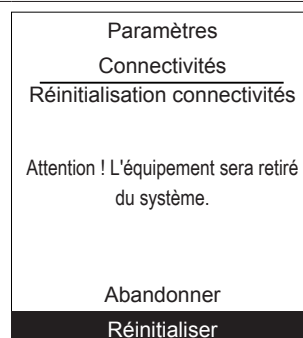 Paramètres
Connectivités
Réinitialisation connectivités
Attention ! L'équipement sera retiré
du système.
Abandonner
Réinitialiser